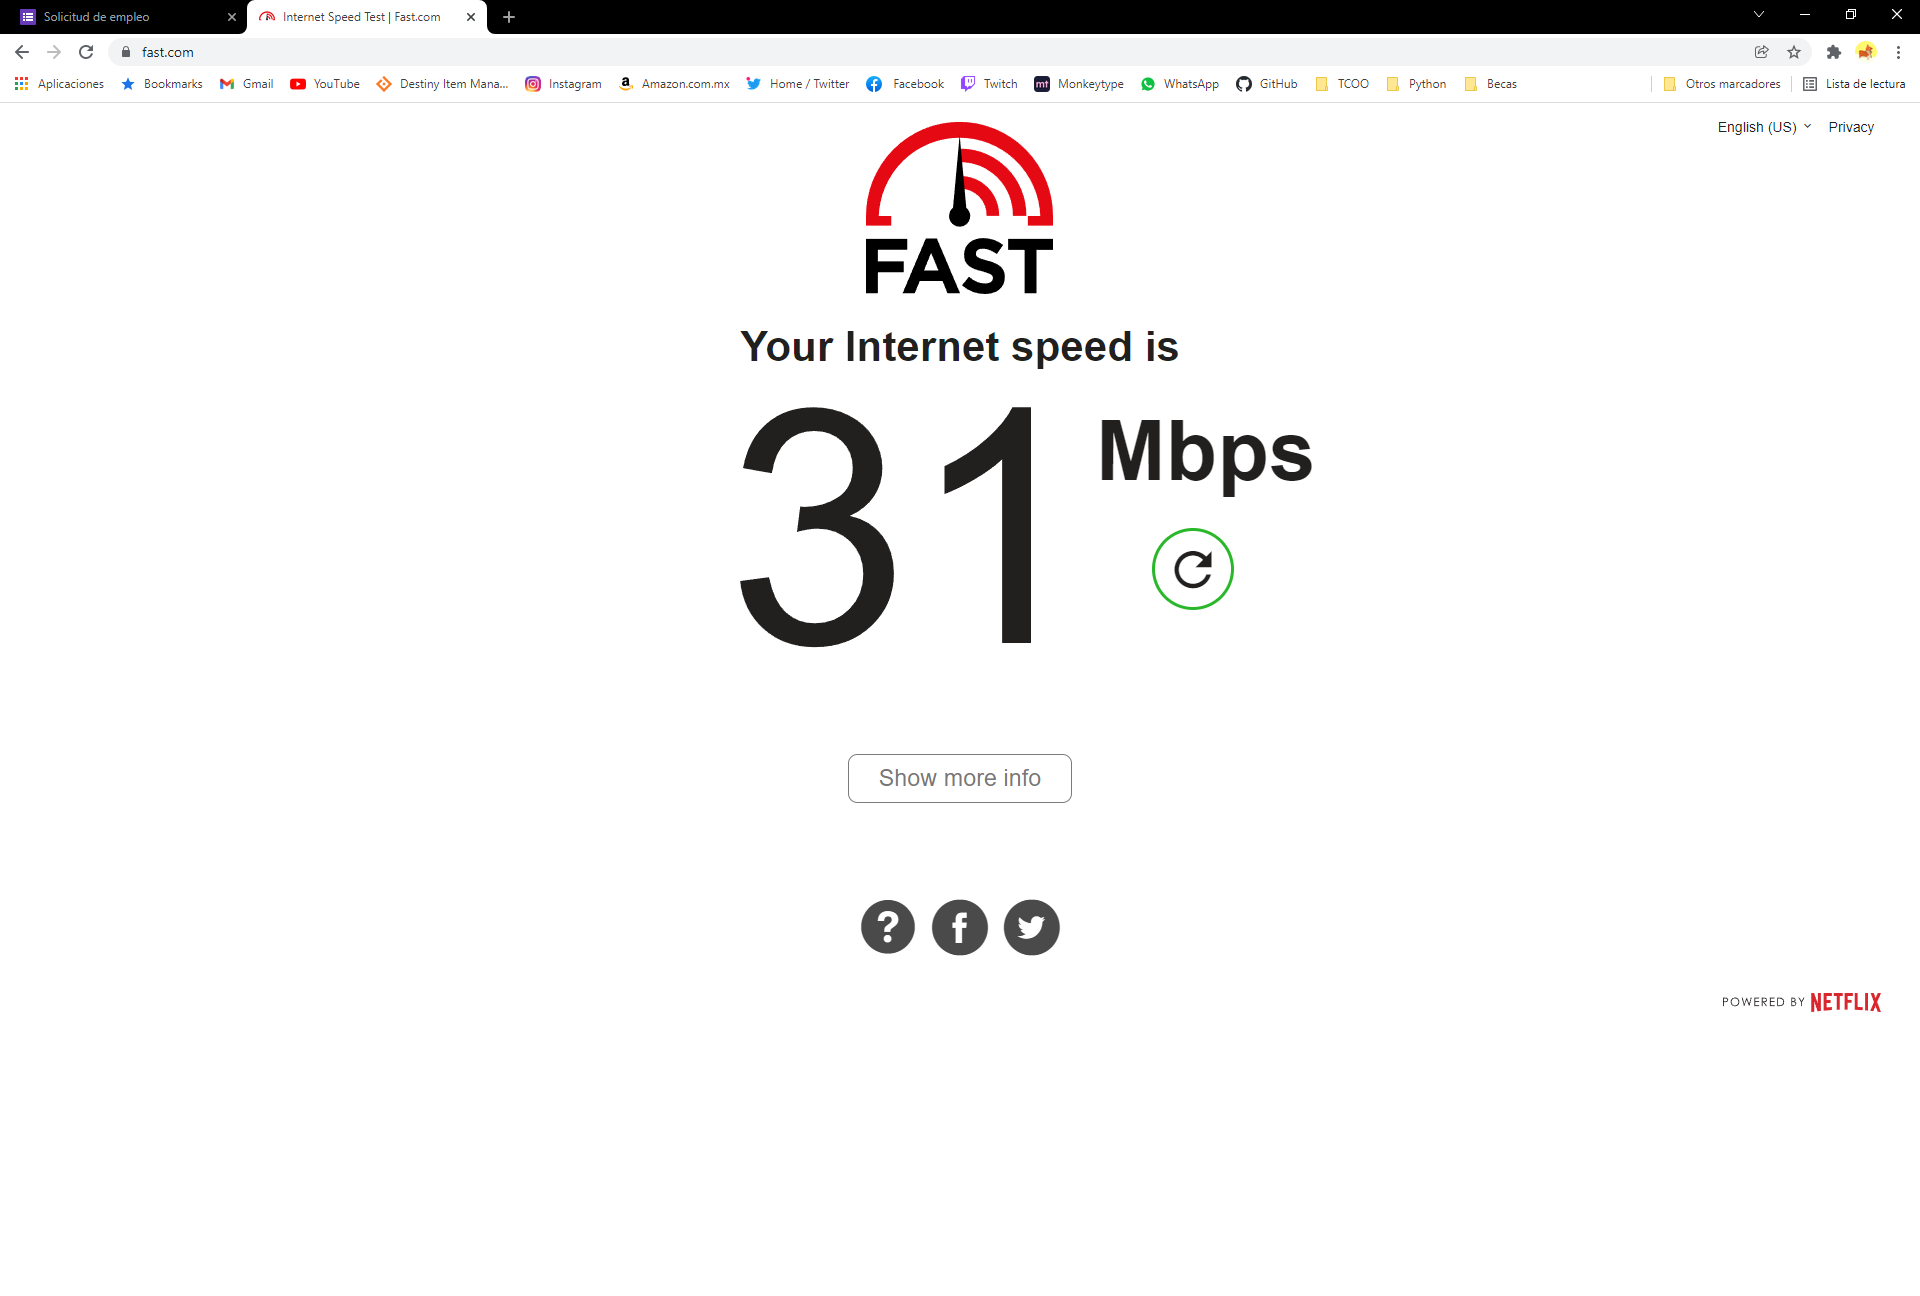 Solicitud de empleo
Internet Speed Test | Fast.com
fast.com
Aplicaciones Bookmarks Gmail YouTube Destiny Item Mana... Instagram Amazon.com.mx Home / Twitter Facebook Twitch mt Monkeytype WhatsApp GitHub TCOO Python Becas Otros marcadores Lista de lectura
English (US) Privacy
FAST
Your Internet speed is
31 Mbps
Show more info
POWERED BY NETFLIX